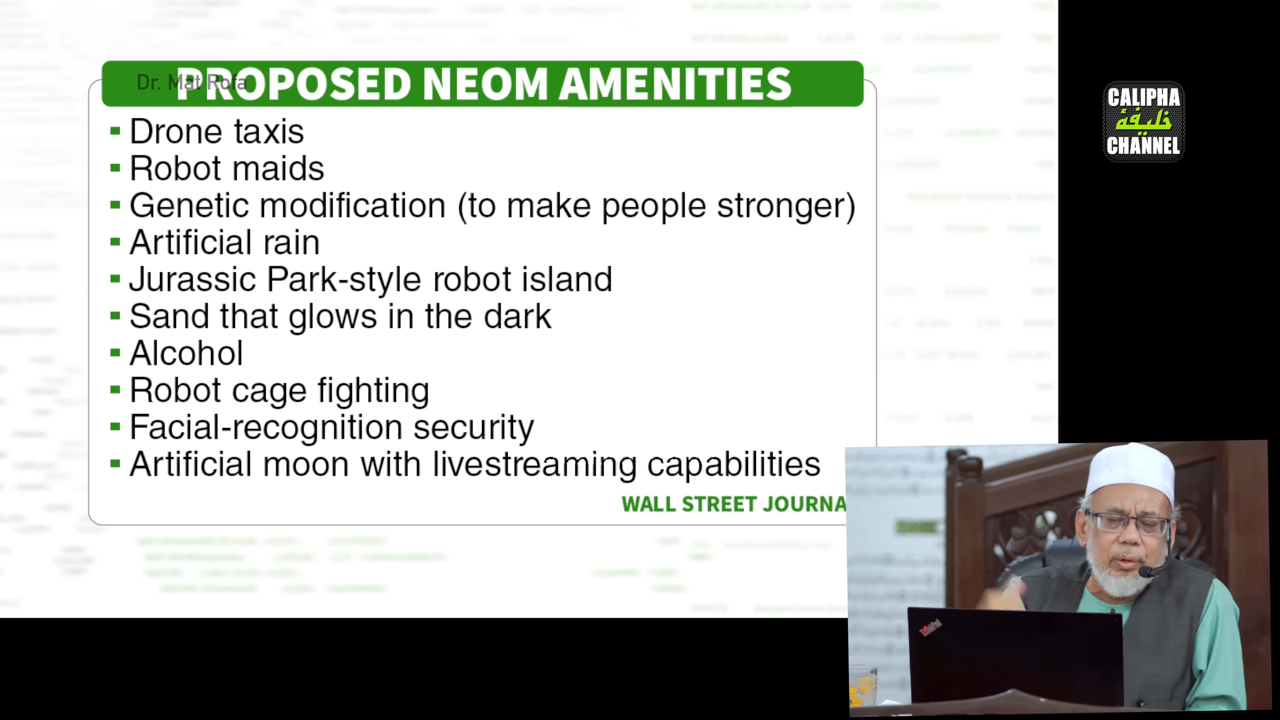 Dr. Mat Rofa
PROPOSED NEOM AMENITIES
▪ Drone taxis
▪ Robot maids
▪ Genetic modification (to make people stronger)
▪ Artificial rain
▪ Jurassic Park-style robot island
▪ Sand that glows in the dark
▪ Alcohol
▪ Robot cage fighting
▪ Facial-recognition security
▪ Artificial moon with livestreaming capabilities
WALL STREET JOURNA
CALIPHA
خليفة
CHANNEL
ThinkPad